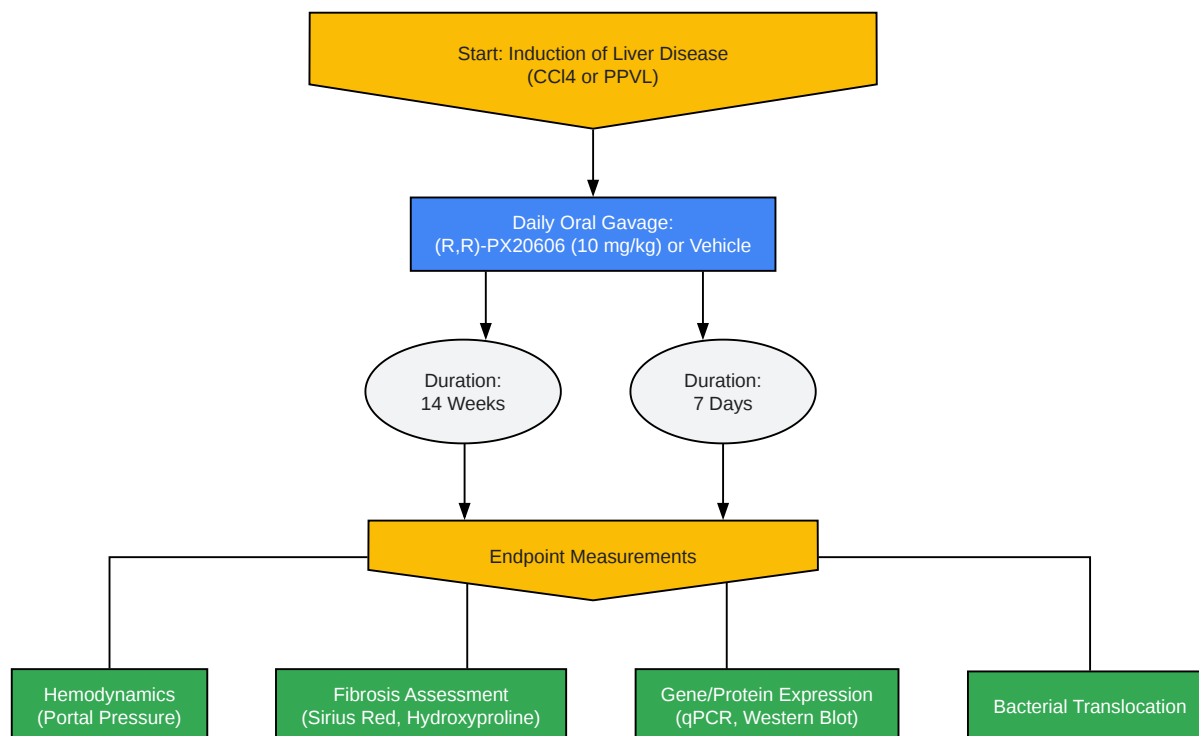 Start: Induction of Liver Disease
(CCl4 or PPVL)
Daily Oral Gavage:
(R,R)-PX20606 (10 mg/kg) or Vehicle
Duration:
14 Weeks
Duration:
7 Days
Endpoint Measurements
Hemodynamics
(Portal Pressure)
Fibrosis Assessment
(Sirius Red, Hydroxyproline)
Gene/Protein Expression
(qPCR, Western Blot)
Bacterial Translocation